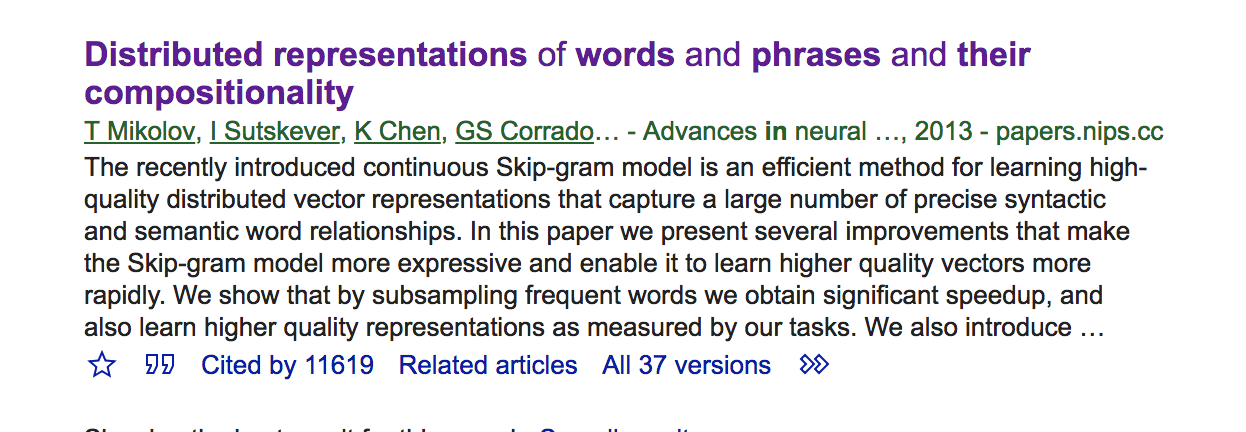 Distributed representations of words and phrases and their
compositionality
T Mikolov, I Sutskever, K Chen, GS Corrado… - Advances in neural …, 2013 - papers.nips.cc
The recently introduced continuous Skip-gram model is an efficient method for learning high-
quality distributed vector representations that capture a large number of precise syntactic
and semantic word relationships. In this paper we present several improvements that make
the Skip-gram model more expressive and enable it to learn higher quality vectors more
rapidly. We show that by subsampling frequent words we obtain significant speedup, and
also learn higher quality representations as measured by our tasks. We also introduce …
Cited by 11619 Related articles All 37 versions